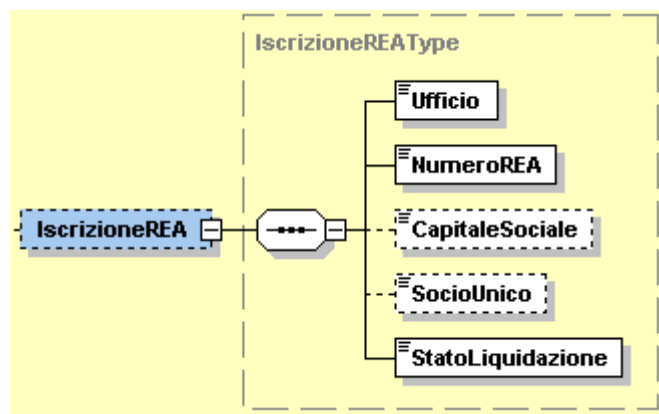 IscrizioneREAType
Ufficio
NumeroREA
IscrizioneREA
CapitaleSociale
SocioUnico
StatoLiquidazione